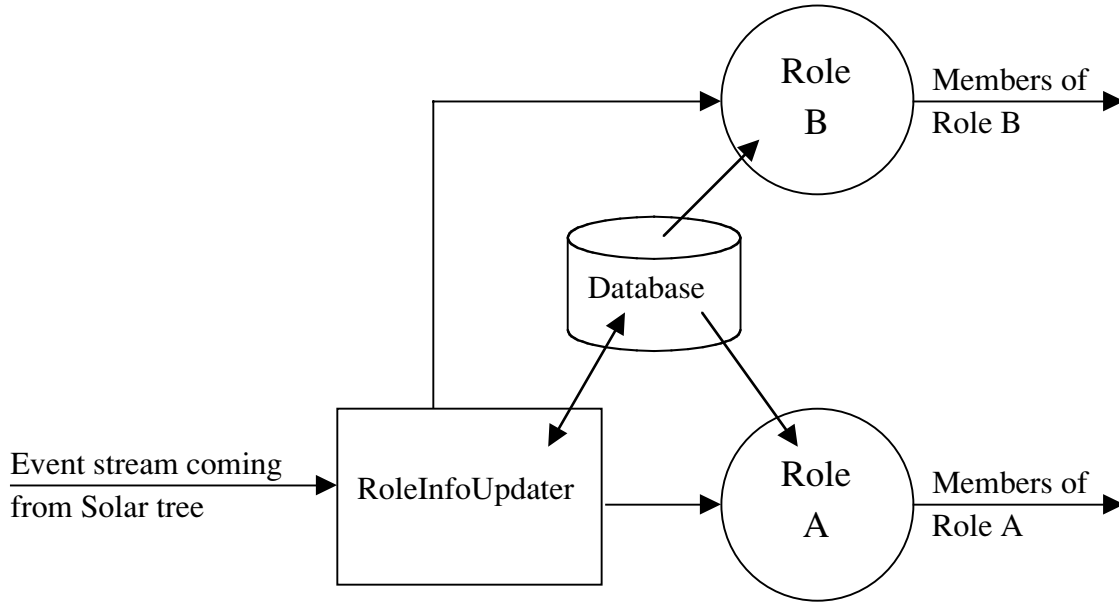 Role
B
Members of
Role B
Database
Event stream coming
from Solar tree
RoleInfoUpdater
Role
A
Members of
Role A